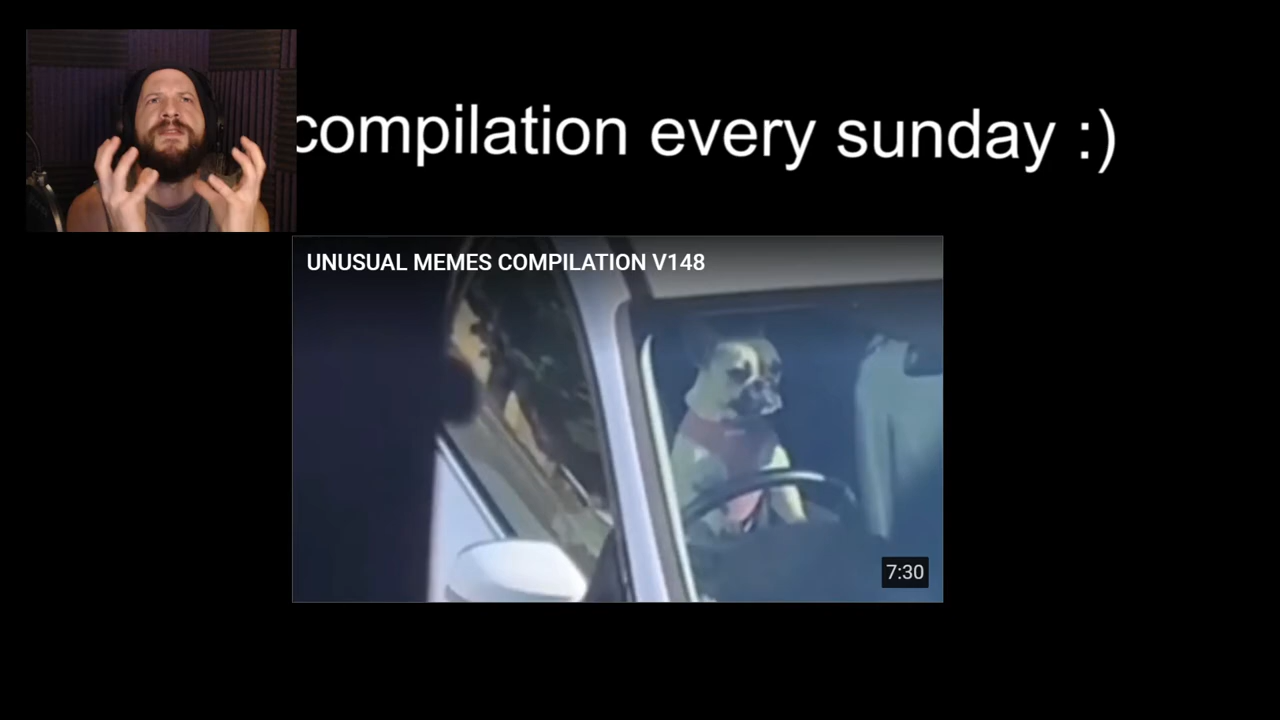 compilation every sunday :)
UNUSUAL MEMES COMPILATION V148
7:30